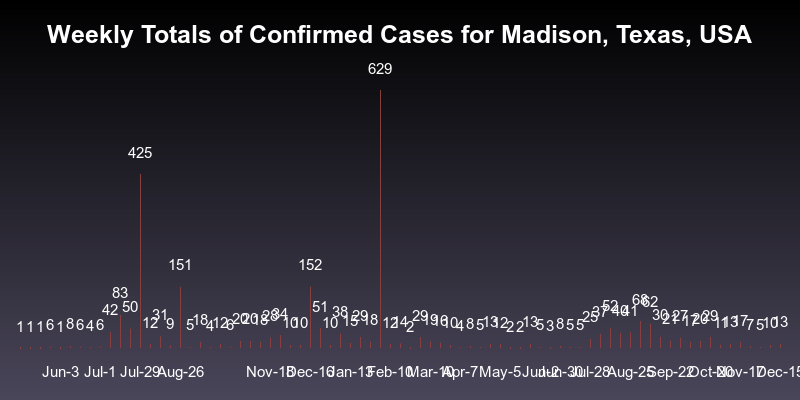 Weekly Totals of Confirmed Cases for Madison, Texas, USA
1 1 1 6 1 8 6 4 6 42 83 50 425 12 31 9 151 5 18 4 12 6 20 20 18 28 34 10 10 152 51 10 38 15 29 18 629 12 14 2 29 19 16 10 4 8 5 13 12 2 2 13 5 3 8 5 5 25 37 52 40 41 68 62 30 21 27 17 20 29 11 13 17 7 5 10 13
Jun-3 Jul-1 Jul-29 Aug-26 Nov-18 Dec-16 Jan-13 Feb-10 Mar-10 Apr-7 May-5 Jun-2 Jun-30 Jul-28 Aug-25 Sep-22 Oct-20 Nov-17 Dec-15